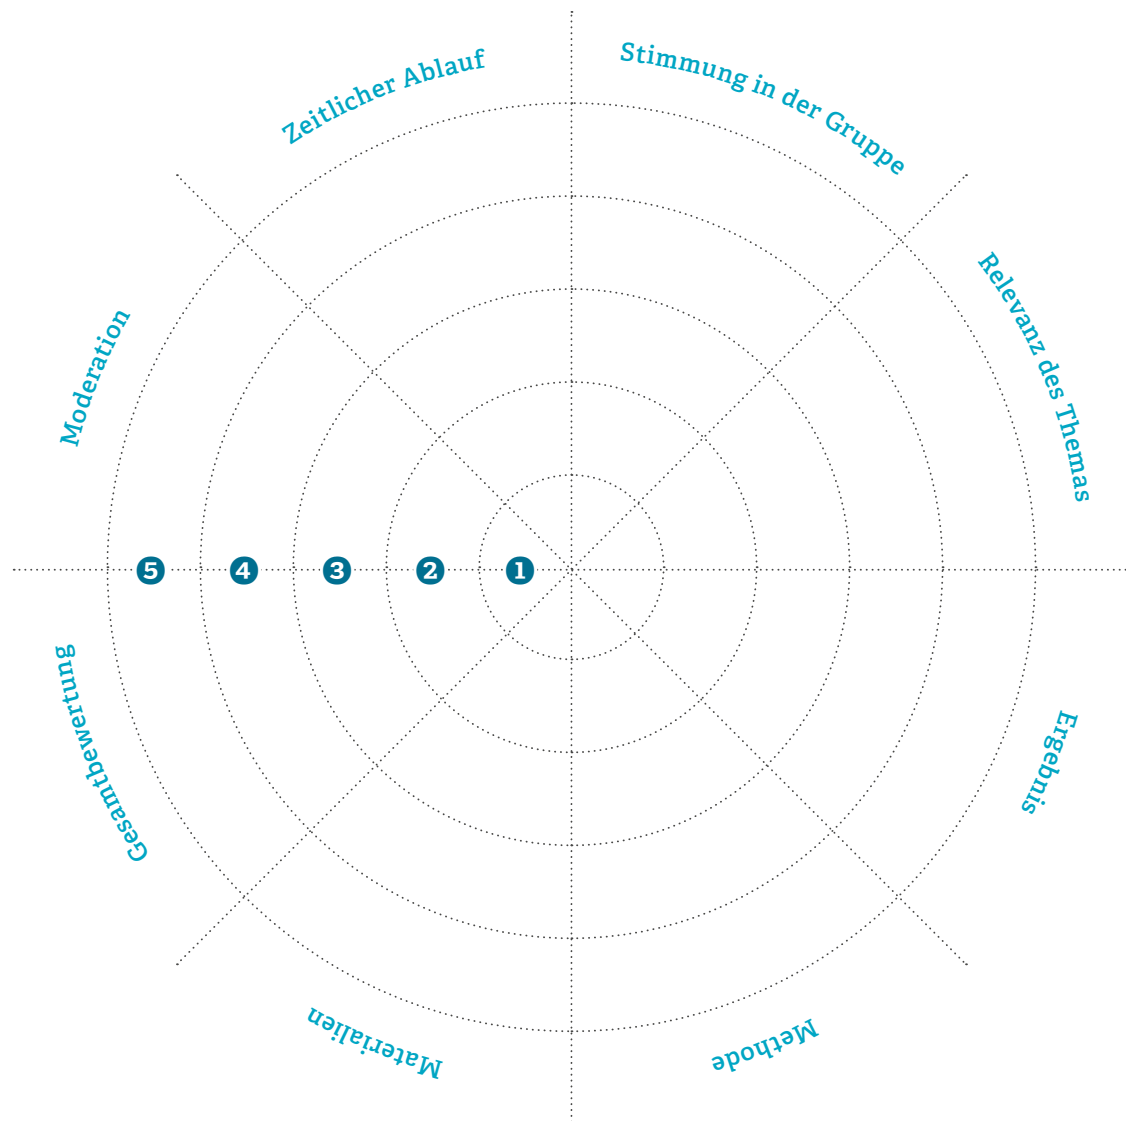 Zeitlicher Ablauf
Stimmung in der Gruppe
Relevanz des Themas
Ergebnis
Methode
Materialien
Gesamtbewertung
Moderation
5 4 3 2 1